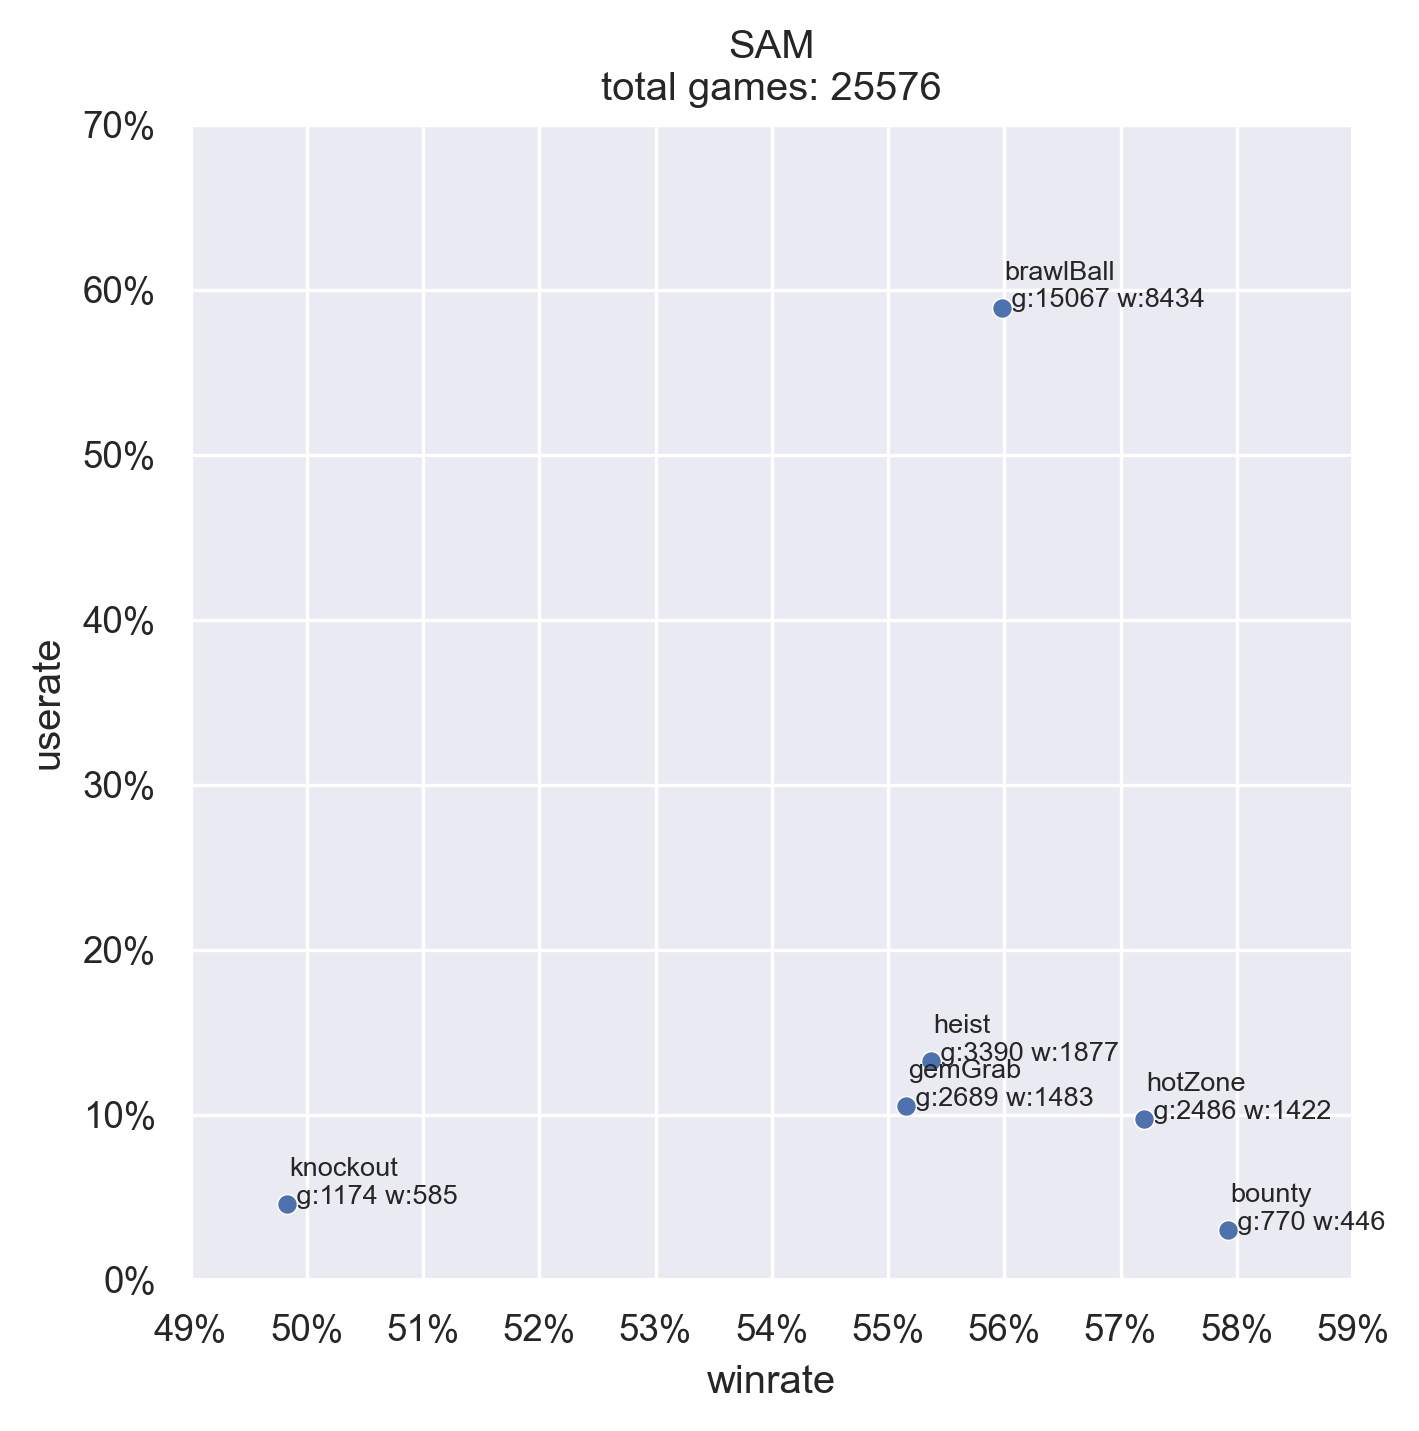 SAM
total games: 25576
70%
60%
50%
40%
30%
20%
10%
0%
userate
brawlBall
g:15067 w:8434
heist
g:3390 w:1877
gemGrab
g:2689 w:1483
hotZone
g:2486 w:1422
knockout
g:1174 w:585
bounty
g:770 w:446
49% 50% 51% 52% 53% 54% 55% 56% 57% 58% 59%
winrate